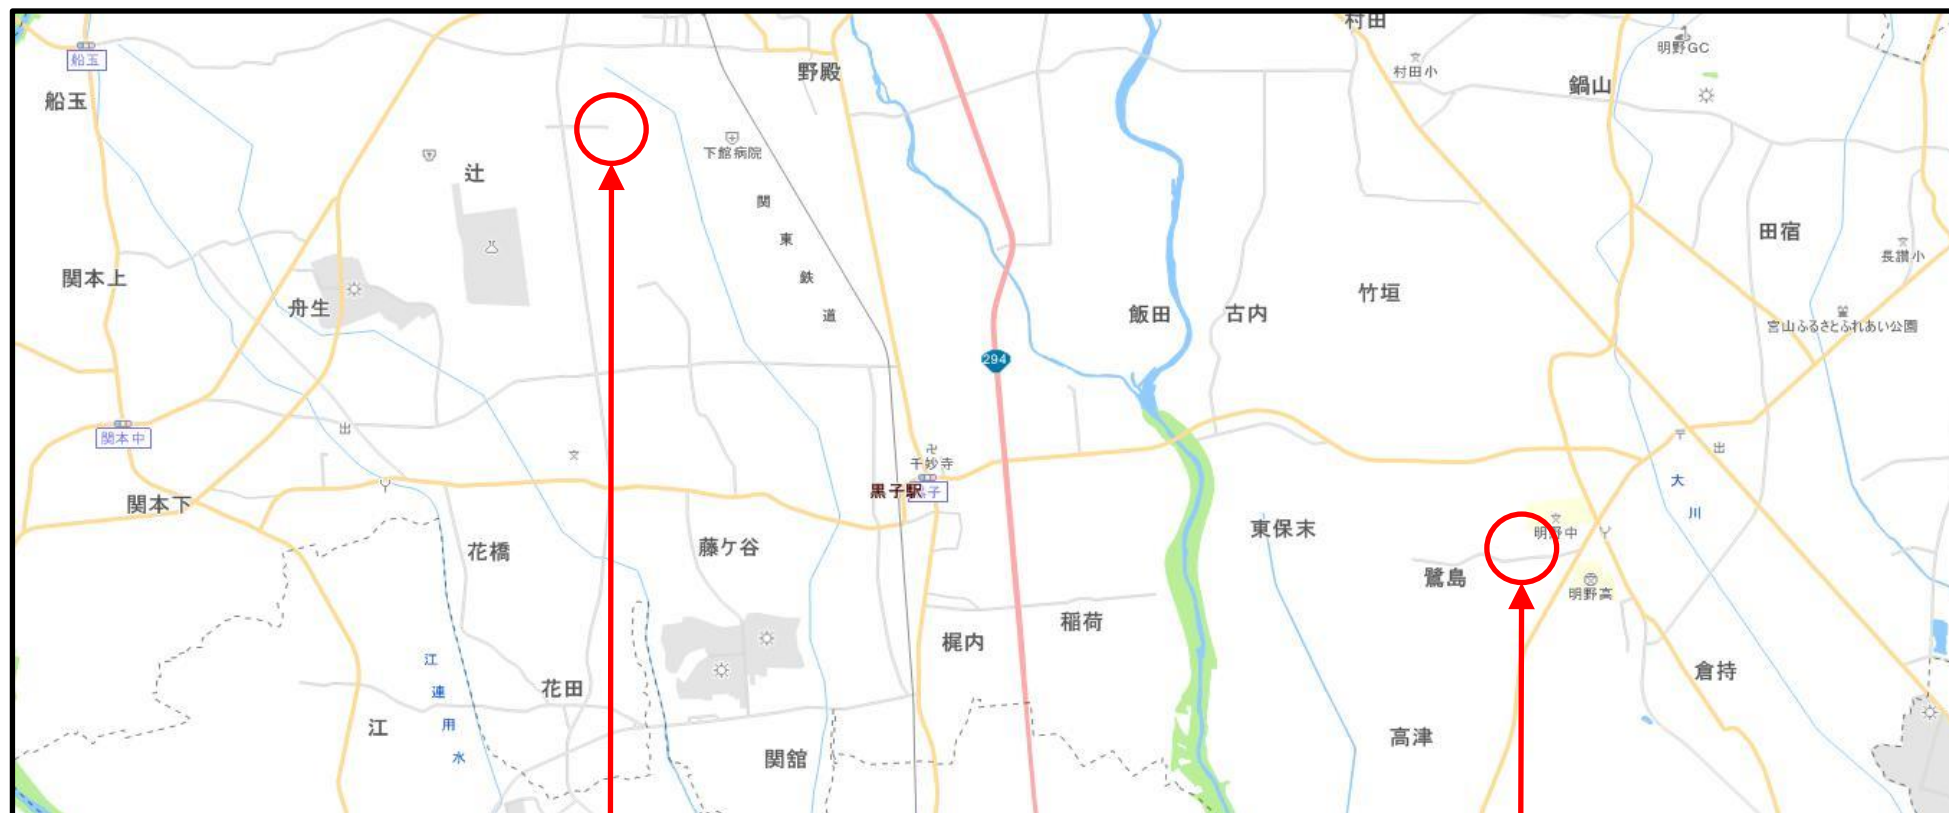 村田
船玉
野殿
明野GC
村田小
船玉
鍋山
下館病院
辻
関東鉄道
田宿
長讃小
関本上
舟生
飯田
古内
竹垣
宮山ふるさとふれあい公園
294
関本中
千妙寺
黒子駅
子
大川
関本下
東保末
明野中
花橋
藤ケ谷
鷺島
明野高
稲荷
梶内
倉持
江連用水
花田
江
高津
関舘